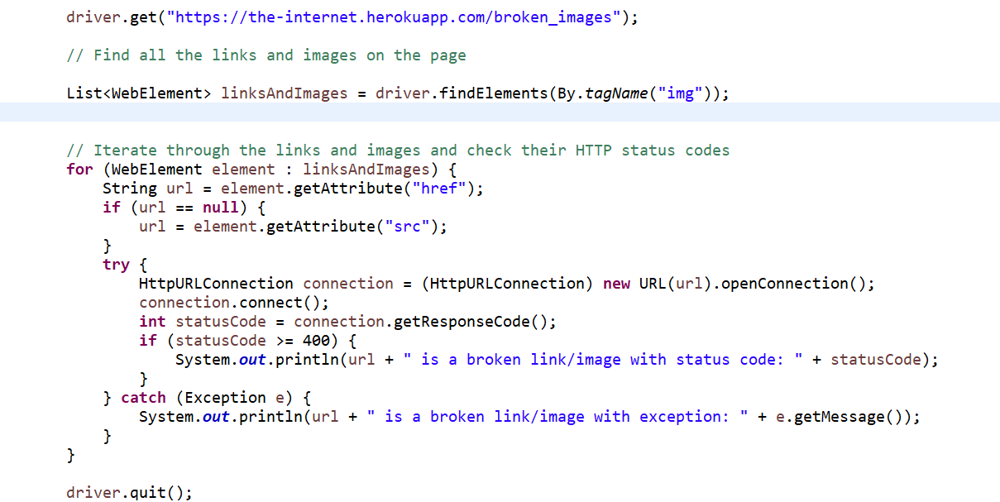 driver.get("https://the-internet.herokuapp.com/broken_images");
// Find all the links and images on the page
List<WebElement> linksAndImages = driver.findElements(By.tagName("img"));
// Iterate through the links and images and check their HTTP status codes
for (WebElement element : linksAndImages) {
String url = element.getAttribute("href");
if (url == null) {
url = element.getAttribute("src");
}
try {
HttpURLConnection connection = (HttpURLConnection) new URL(url).openConnection();
connection.connect();
int statusCode = connection.getResponseCode();
if (statusCode >= 400) {
System.out.println(url + " is a broken link/image with status code: " + statusCode);
}
} catch (Exception e) {
System.out.println(url + " is a broken link/image with exception: " + e.getMessage());
}
}
driver.quit();